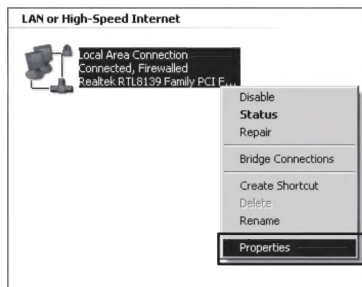 LAN or High-Speed Internet
Local Area Connection
Connected, Firewalled
Realtek RTL8139 Family PCI F...
Disable
Status
Repair
Bridge Connections
Create Shortcut
Delete
Rename
Properties